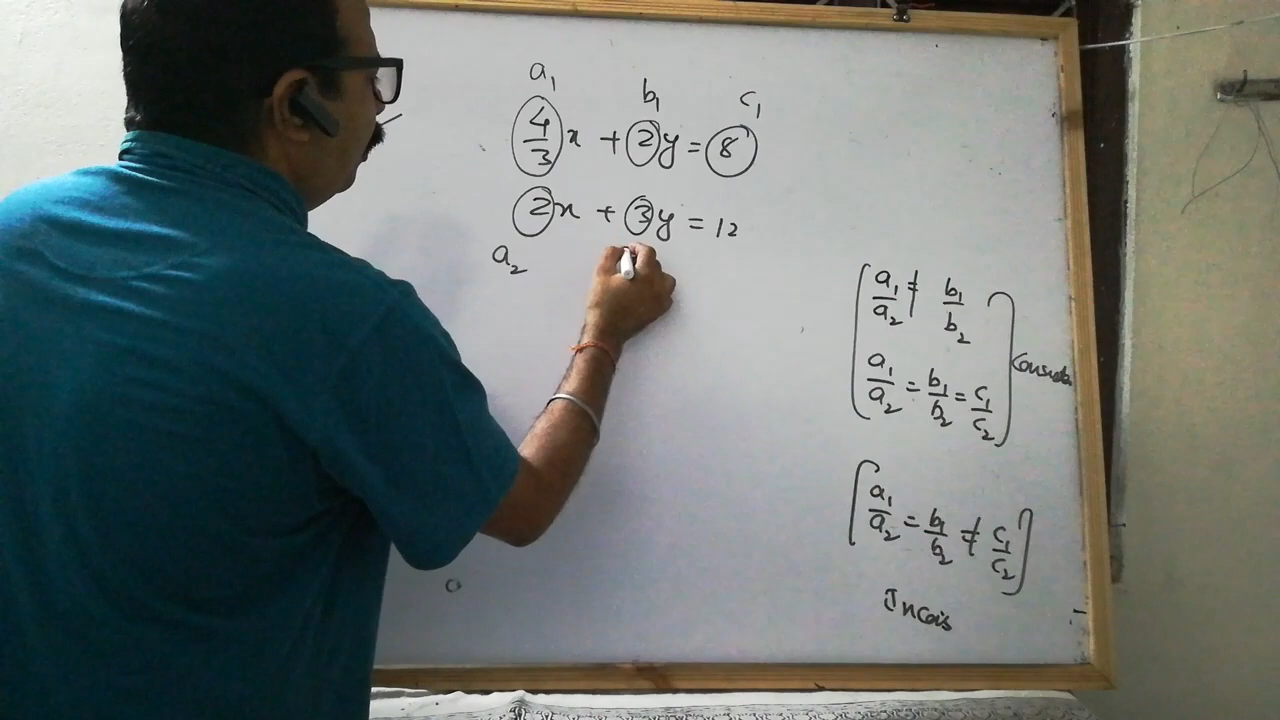 a₁ b₁ c₁
4/3 x + 2y = 8
2x + 3y = 12
a₂
a₁/a₂ ≠ b₁/b₂
a₁/a₂ = b₁/b₂ = c₁/c₂
a₁/a₂ = b₁/b₂ ≠ c₁/c₂